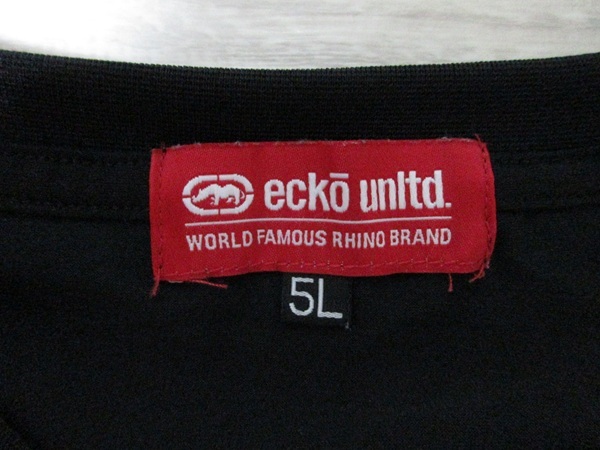 eckō unltd.
WORLD FAMOUS RHINO BRAND
5L